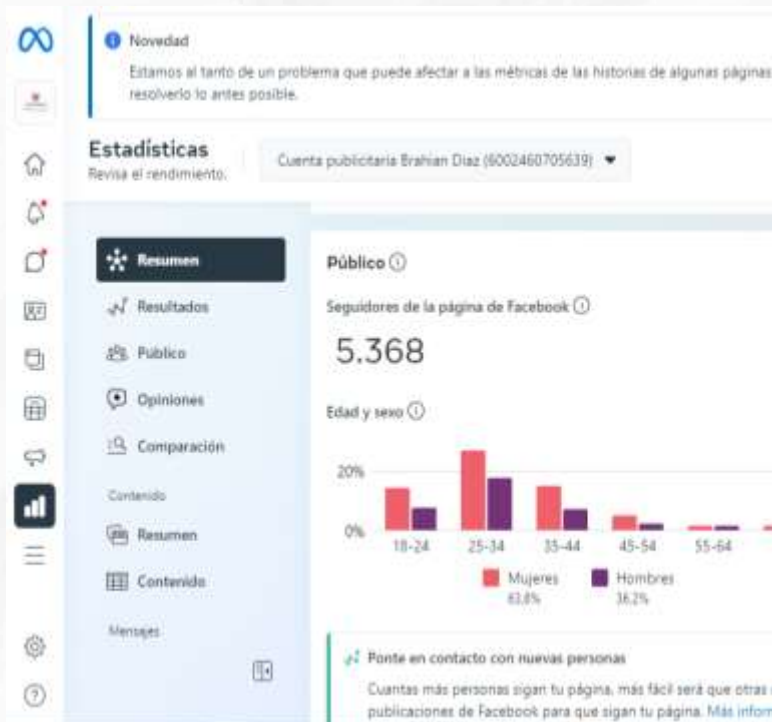 Novedad
Estamos al tanto de un problema que puede afectar a las métricas de las historias de algunas páginas
resolverlo lo antes posible.
Estadísticas
Revisa el rendimiento.
Cuenta publicitaria Brahian Diaz (6002460705639)
Resumen
Resultados
Público
Opiniones
Comparación
Contenido
Resumen
Contenido
Mensajes
Público
Seguidores de la página de Facebook
5.368
Edad y sexo
20%
0%
18-24 25-34 35-44 45-54 55-64
Mujeres Hombres
63.8% 36.2%
Ponte en contacto con nuevas personas
Cuantas más personas sigan tu página, más fácil será que otras
publicaciones de Facebook para que sigan tu página. Más inform